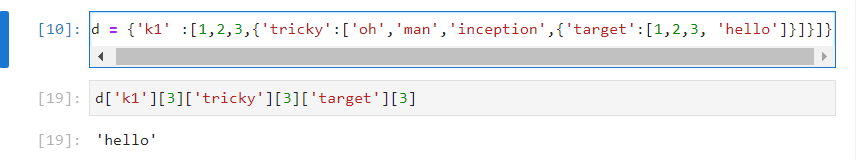 [10]: d = {'k1' :[1,2,3,{'tricky':['oh','man','inception',{'target':[1,2,3, 'hello']}]}]}
[19]: d['k1'][3]['tricky'][3]['target'][3]
[19]: 'hello'